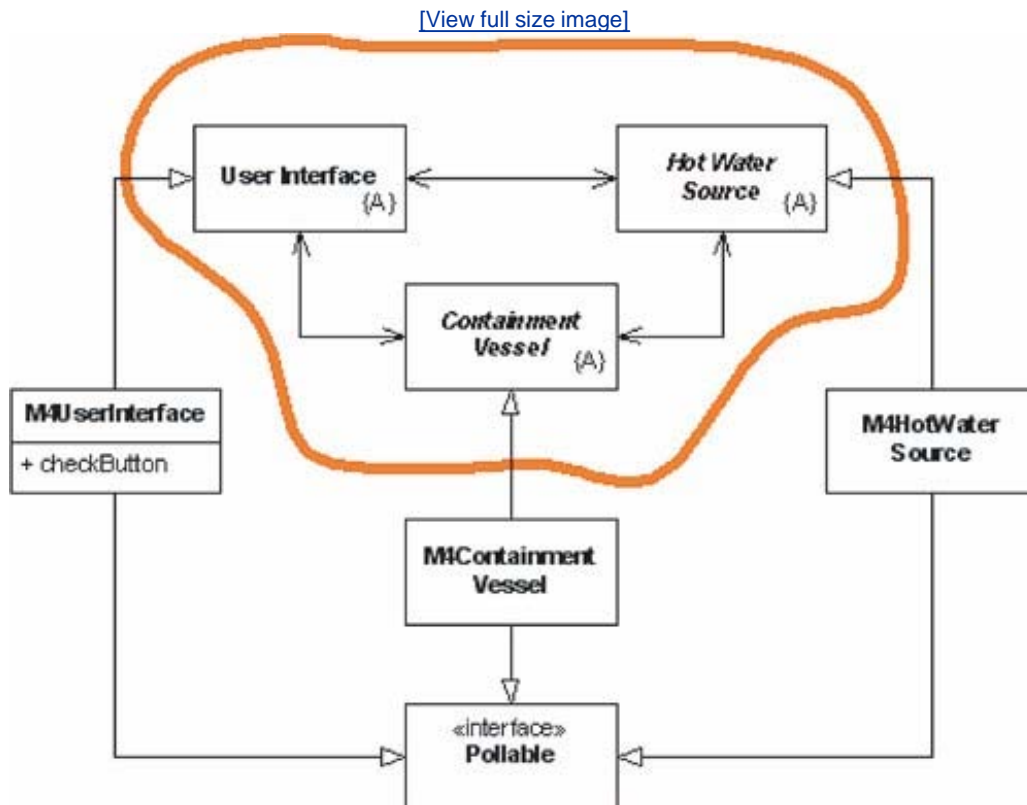 [View full size image]
User Interface
{A}
Hot Water
Source
{A}
Containment
Vessel
{A}
M4UserInterface
+ checkButton
M4HotWater
Source
M4Containment
Vessel
«interface»
Pollable